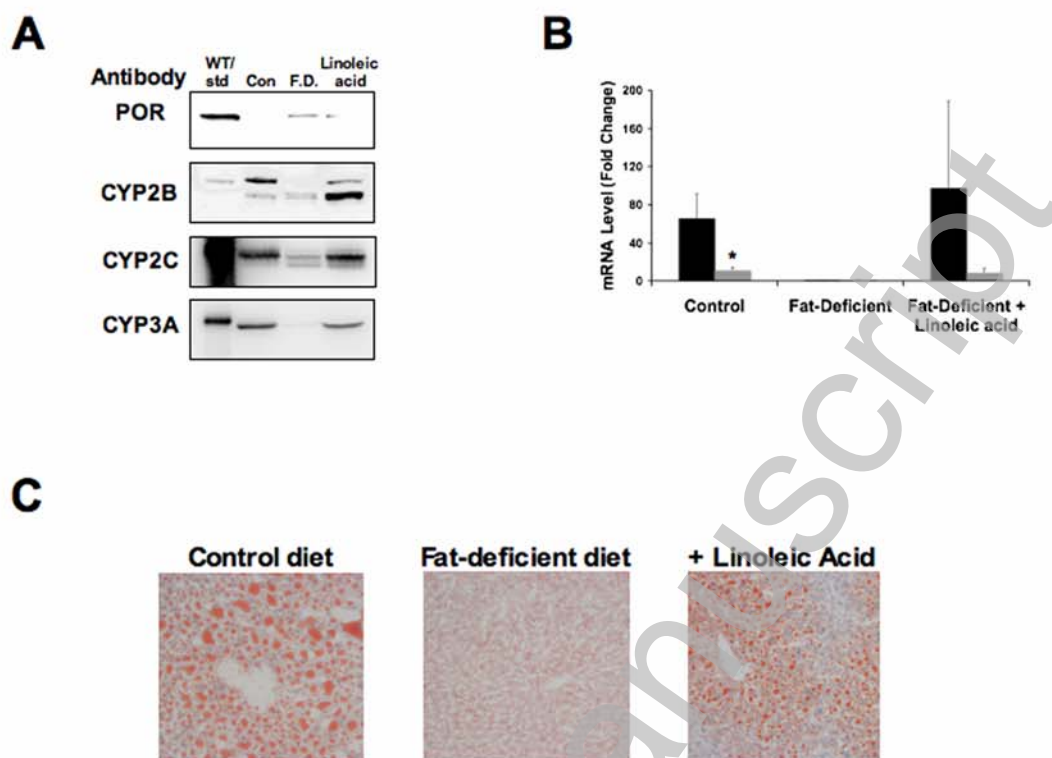 A
Antibody
WT/
std
Con
F.D.
Linoleic
acid
POR
CYP2B
CYP2C
CYP3A
B
mRNA Level (Fold Change)
200
160
120
80
40
0
*
Control
Fat-Deficient
Fat-Deficient +
Linoleic acid
C
Control diet
Fat-deficient diet
+ Linoleic Acid
anuscript